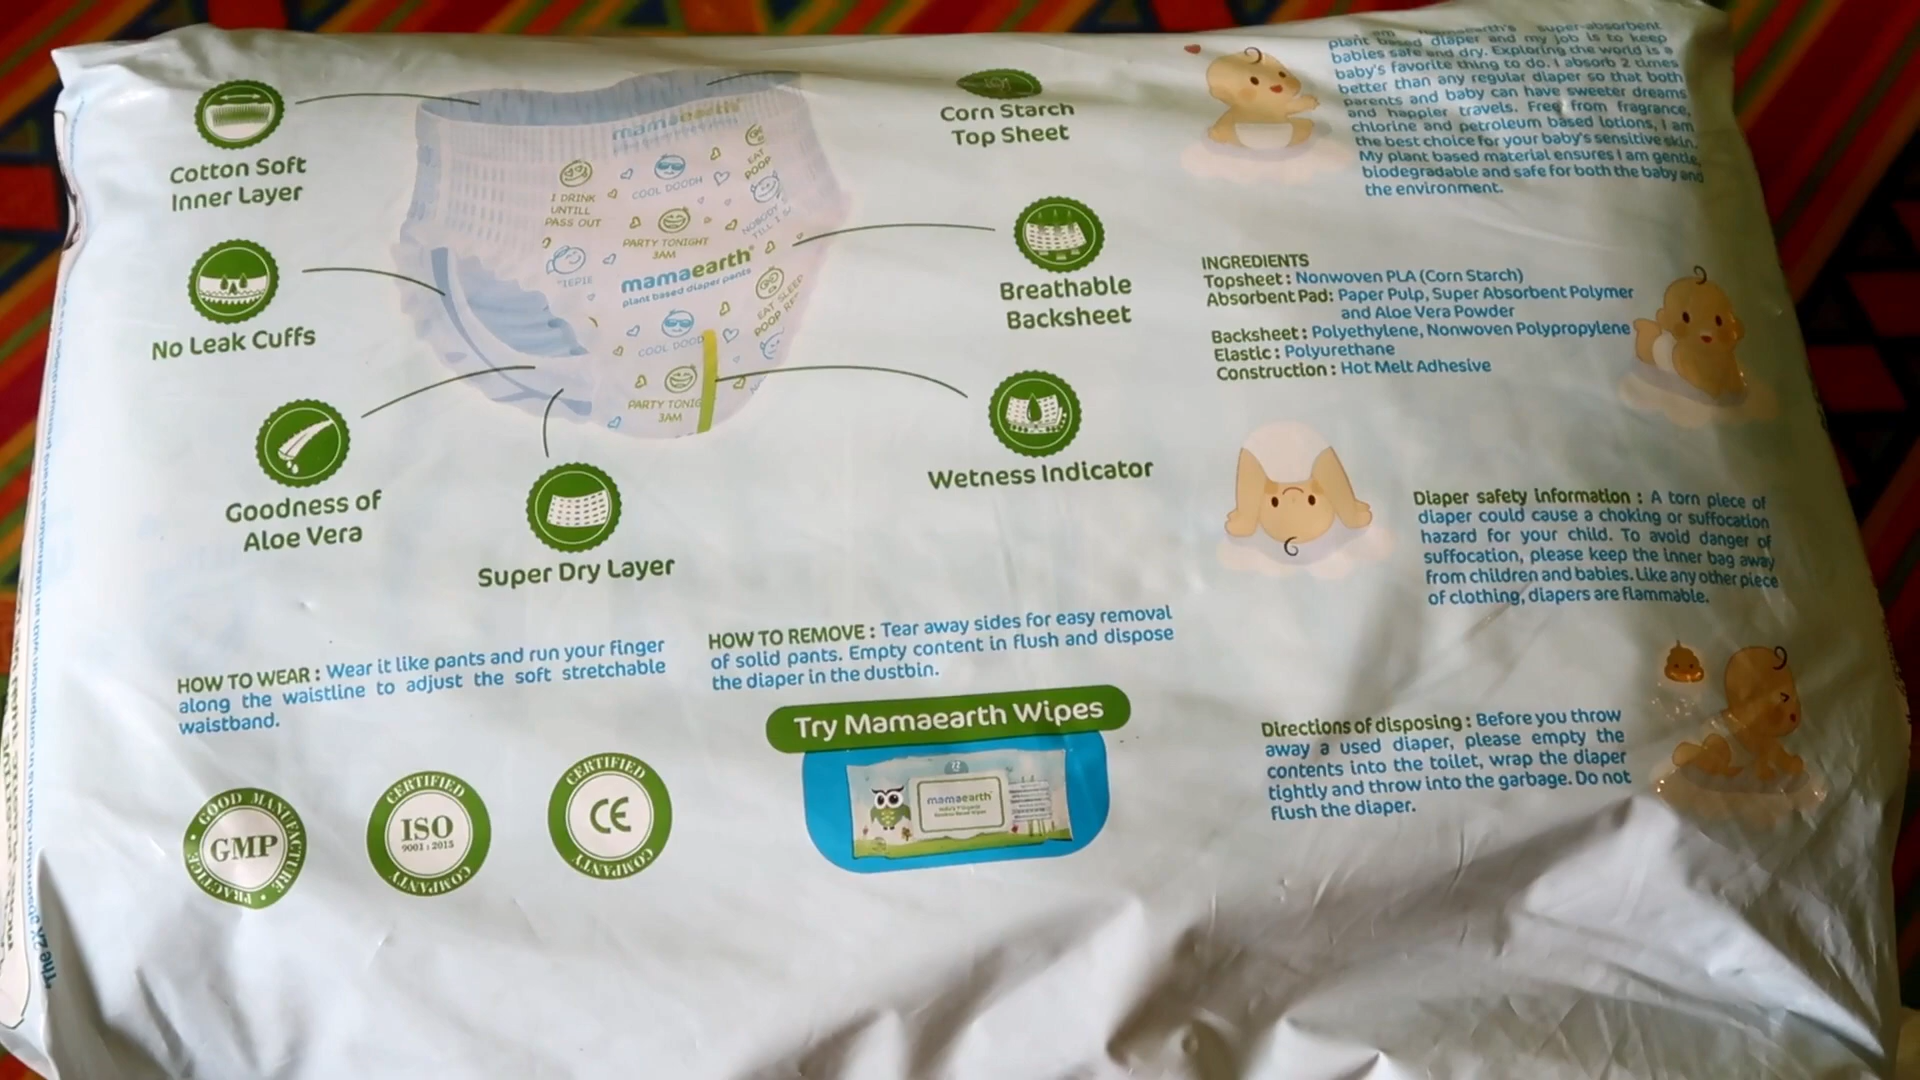 Cotton Soft
Inner Layer
No Leak Cuffs
Goodness of
Aloe Vera
Super Dry Layer
Corn Starch
Top Sheet
Breathable
Backsheet
Wetness Indicator
mamaearth
I DRINK
UNTILL
PASS OUT
COOL DOODH
EAT
POOP
NOBODY
PARTY TONIGHT
3AM
mamaearth
plant based diaper pants
EAT SLEEP
COOL DOOD
PARTY TONIG
3AM
super-absorbent
plant based diaper and my job is to keep
babies safe and dry. Exploring the world is a
baby's favorite thing to do. I absorb 2 times
better than any regular diaper so that both
parents and baby can have sweeter dreams
and happier travels. Free from fragrance,
chlorine and petroleum based lotions, I am
the best choice for your baby's sensitive skin.
My plant based material ensures I am gentle,
biodegradable and safe for both the baby and
the environment.
INGREDIENTS
Topsheet : Nonwoven PLA (Corn Starch)
Absorbent Pad: Paper Pulp, Super Absorbent Polymer
and Aloe Vera Powder
Backsheet : Polyethylene, Nonwoven Polypropylene
Elastic : Polyurethane
Construction : Hot Melt Adhesive
Diaper safety information : A torn piece of
diaper could cause a choking or suffocation
hazard for your child. To avoid danger of
suffocation, please keep the inner bag away
from children and babies. Like any other piece
of clothing, diapers are flammable.
HOW TO WEAR : Wear it like pants and run your finger
along the waistline to adjust the soft stretchable
waistband.
HOW TO REMOVE : Tear away sides for easy removal
of solid pants. Empty content in flush and dispose
the diaper in the dustbin.
Directions of disposing : Before you throw
away a used diaper, please empty the
contents into the toilet, wrap the diaper
tightly and throw into the garbage. Do not
flush the diaper.
Try Mamaearth Wipes
mamaearth
GOOD MANUFACTURE PRACTICE
GMP
CERTIFIED COMPANY
ISO
9001 : 2015
CERTIFIED COMPANY
CE